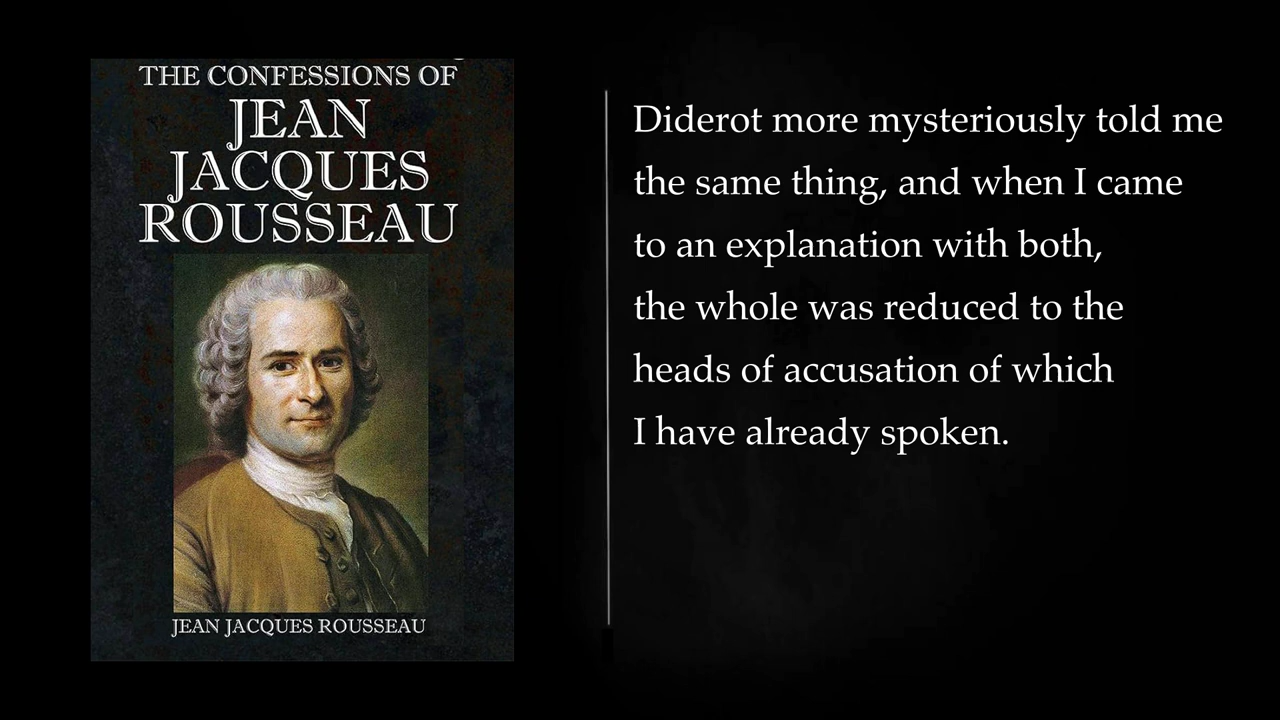 THE CONFESSIONS OF
JEAN
JACQUES
ROUSSEAU
JEAN JACQUES ROUSSEAU
Diderot more mysteriously told me
the same thing, and when I came
to an explanation with both,
the whole was reduced to the
heads of accusation of which
I have already spoken.